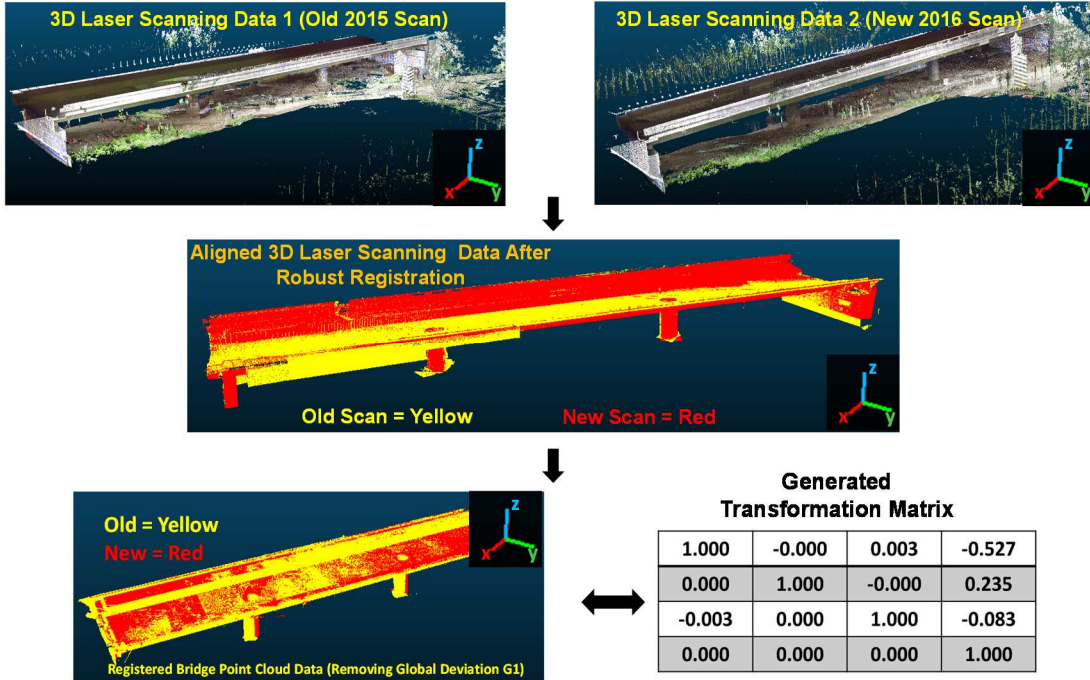 3D Laser Scanning Data 1 (Old 2015 Scan)
3D Laser Scanning Data 2 (New 2016 Scan)
z
x
y
z
x
y
Aligned 3D Laser Scanning Data After
Robust Registration
Old Scan = Yellow
New Scan = Red
z
x
y
Old = Yellow
New = Red
z
x
y
Registered Bridge Point Cloud Data (Removing Global Deviation G1)
Generated
Transformation Matrix
1.000 -0.000 0.003 -0.527
0.000 1.000 -0.000 0.235
-0.003 0.000 1.000 -0.083
0.000 0.000 0.000 1.000